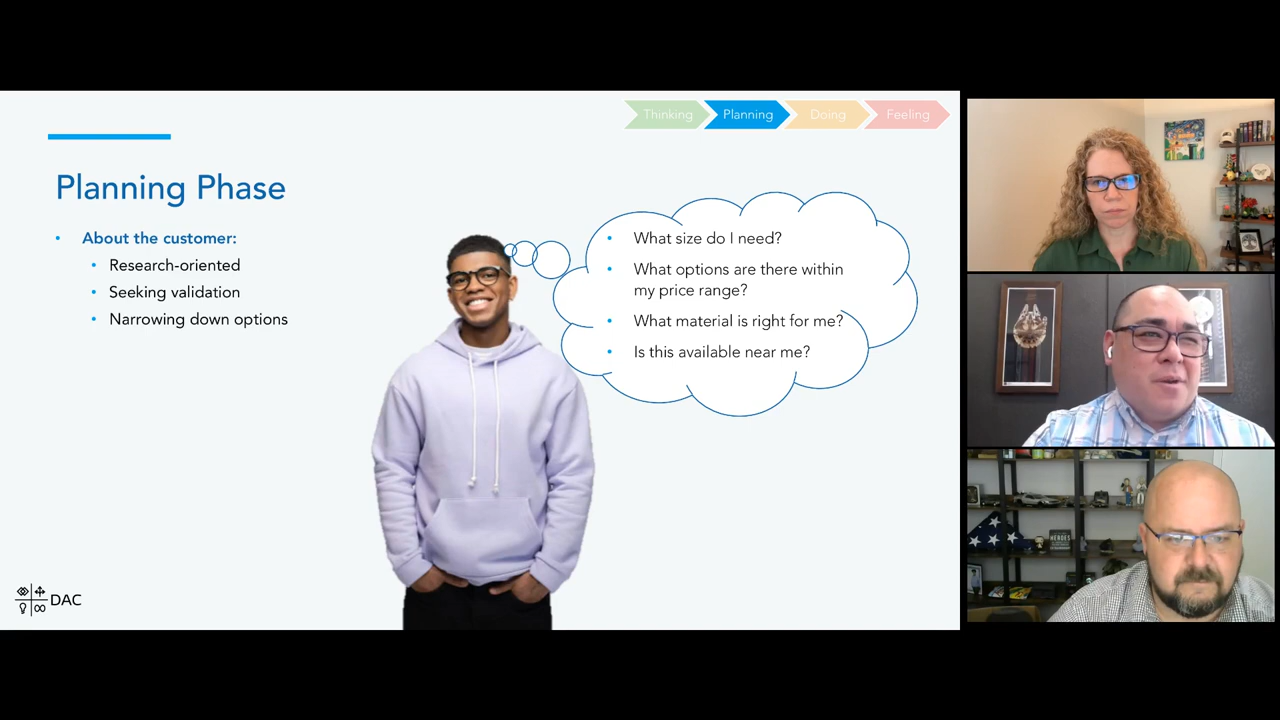 Thinking
Planning
Doing
Feeling
Planning Phase
• About the customer:
• Research-oriented
• Seeking validation
• Narrowing down options
• What size do I need?
• What options are there within
my price range?
• What material is right for me?
• Is this available near me?
DAC
HEROES